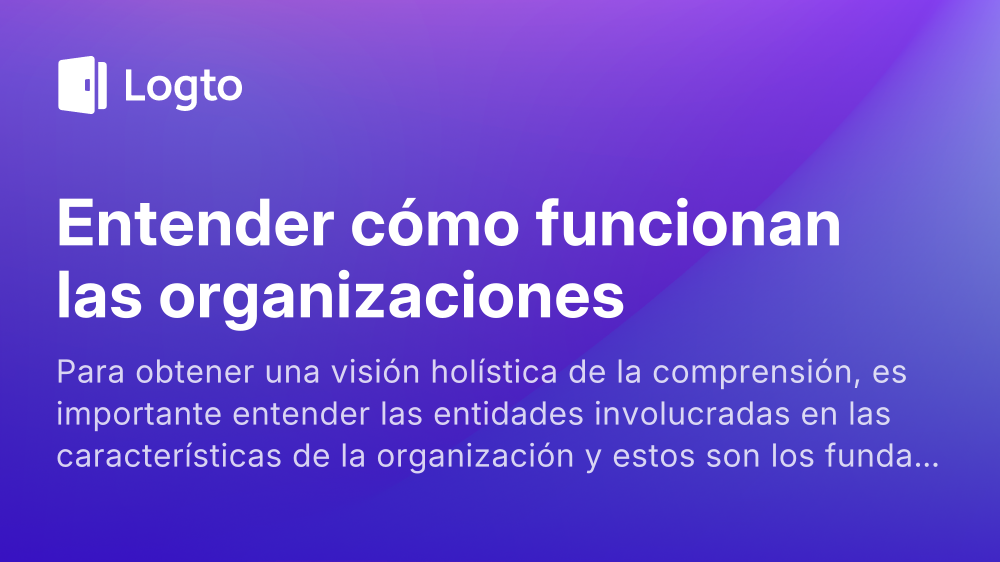 Logto
Entender cómo funcionan
las organizaciones
Para obtener una visión holística de la comprensión, es
importante entender las entidades involucradas en las
características de la organización y estos son los funda...